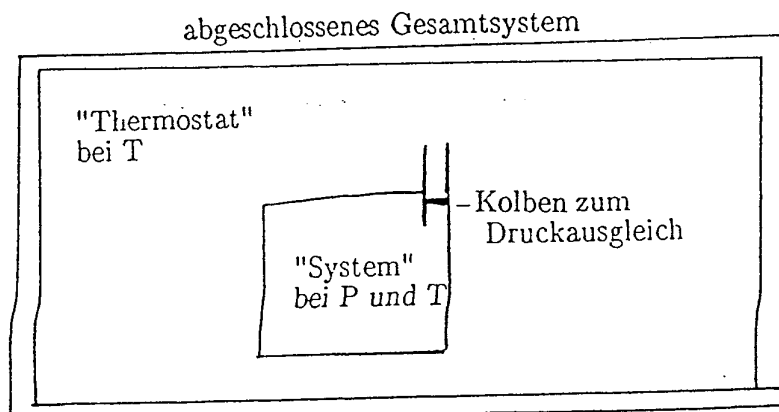 abgeschlossenes Gesamtsystem
"Thermostat"
bei T
– Kolben zum
Druckausgleich
"System"
bei P und T